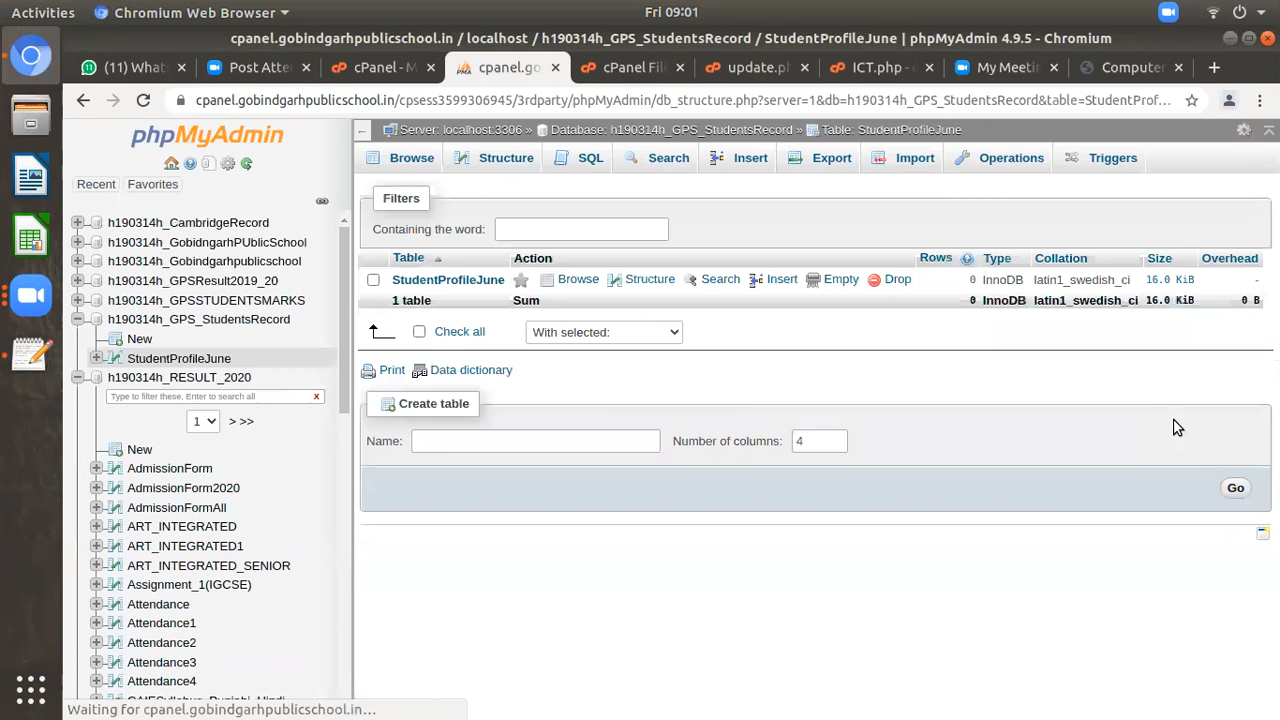 Activities Chromium Web Browser Fri 09:01
cpanel.gobindgarhpublicschool.in / localhost / h190314h_GPS_StudentsRecord / StudentProfileJune | phpMyAdmin 4.9.5 - Chromium
(11) What Post Atter cPanel - M cpanel.go cPanel File update.ph ICT.php - My Meeti Computer
cpanel.gobindgarhpublicschool.in/cpsess3599306945/3rdparty/phpMyAdmin/db_structure.php?server=1&db=h190314h_GPS_StudentsRecord&table=StudentProf...
phpMyAdmin
Recent Favorites
h190314h_CambridgeRecord
h190314h_GobidngarhPUblicSchool
h190314h_Gobindgarhpublicschool
h190314h_GPSResult2019_20
h190314h_GPSSTUDENTSMARKS
h190314h_GPS_StudentsRecord
New
StudentProfileJune
h190314h_RESULT_2020
Type to filter these, Enter to search all X
1 > >>
New
AdmissionForm
AdmissionForm2020
AdmissionFormAll
ART_INTEGRATED
ART_INTEGRATED1
ART_INTEGRATED_SENIOR
Assignment_1(IGCSE)
Attendance
Attendance1
Attendance2
Attendance3
Attendance4
Waiting for cpanel.gobindgarhpublicschool.in...
Server: localhost:3306 » Database: h190314h_GPS_StudentsRecord » Table: StudentProfileJune
Browse Structure SQL Search Insert Export Import Operations Triggers
Filters
Containing the word:
Table Action Rows Type Collation Size Overhead
StudentProfileJune Browse Structure Search Insert Empty Drop 0 InnoDB latin1_swedish_ci 16.0 KiB -
1 table Sum 0 InnoDB latin1_swedish_ci 16.0 KiB 0 B
Check all With selected:
Print Data dictionary
Create table
Name: Number of columns: 4
Go